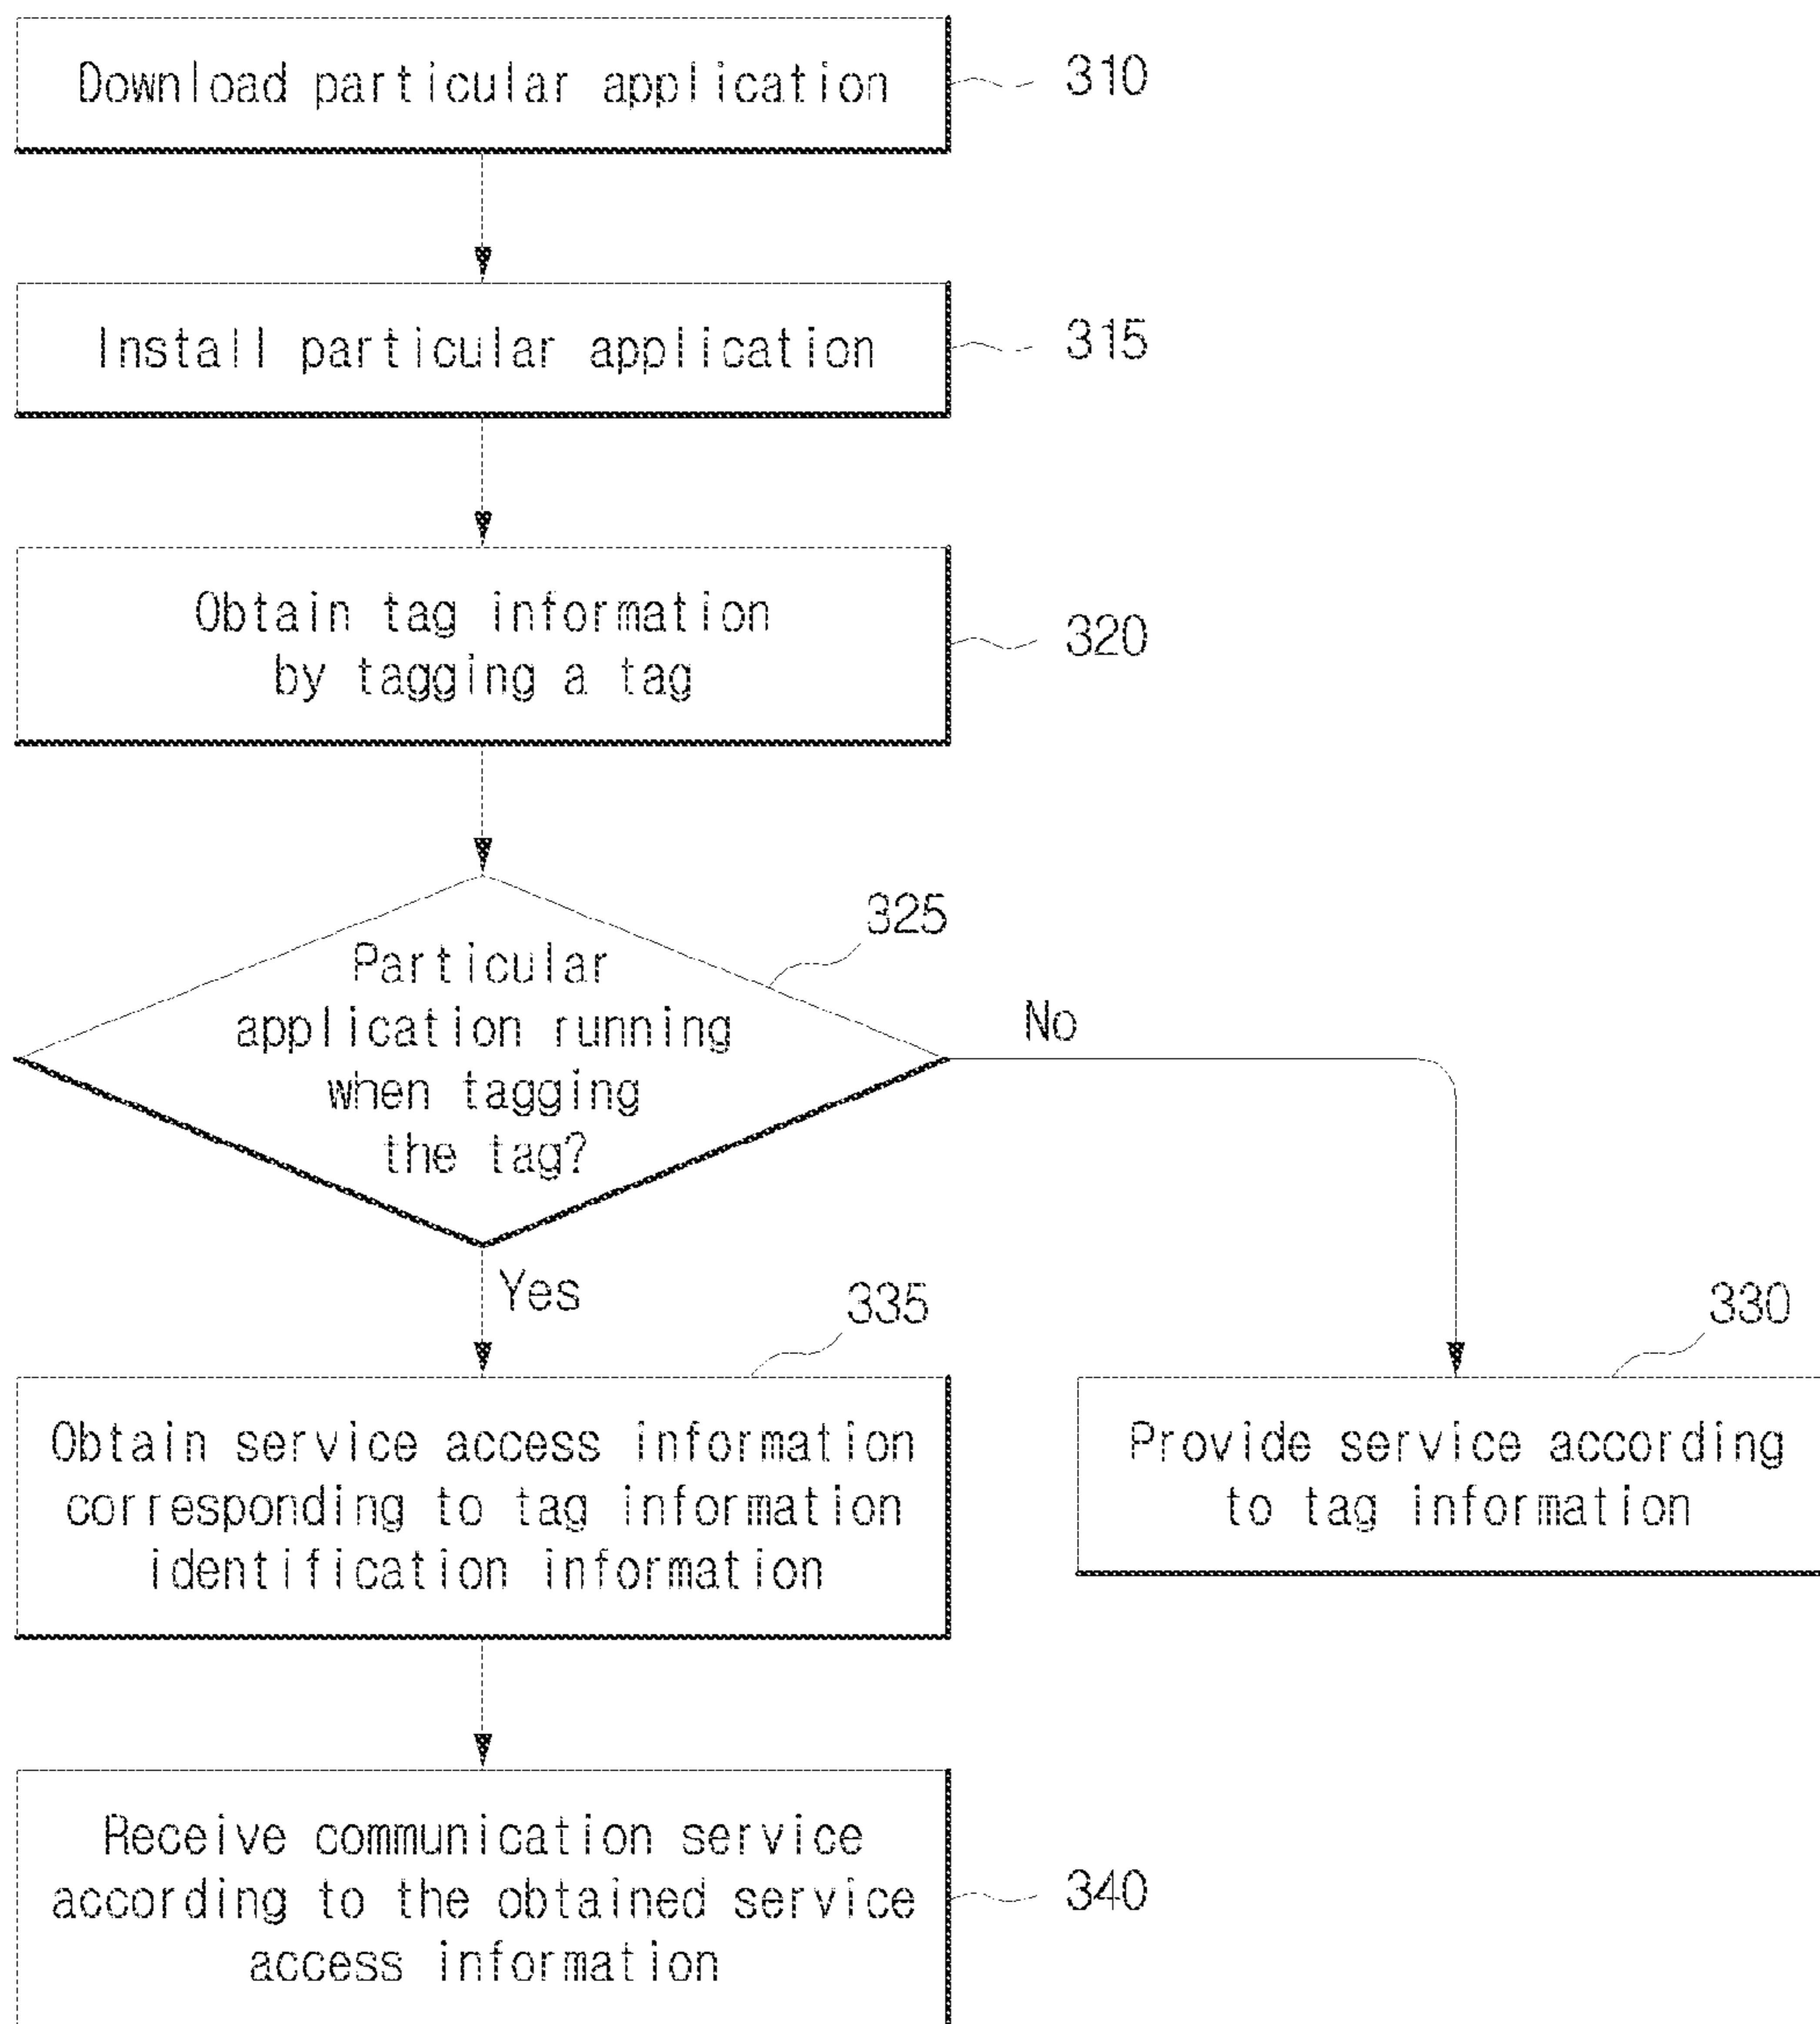 Download particular application
310
Install particular application
315
Obtain tag information
by tagging a tag
320
325
Particular
application running
when tagging
the tag?
No
Yes
335
330
Obtain service access information
corresponding to tag information
identification information
Provide service according
to tag information
Receive communication service
according to the obtained service
access information
340